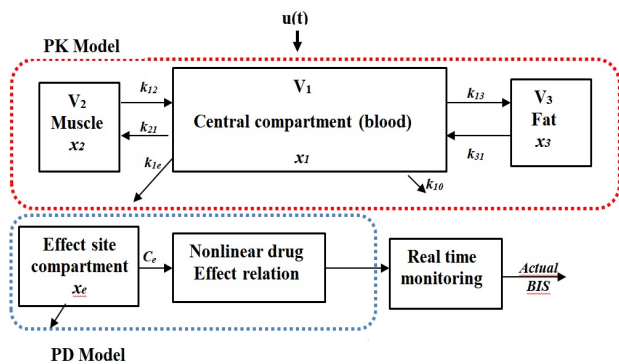 u(t)
PK Model
V2
Muscle
x2
k12
k21
k1e
V1
Central compartment (blood)
x1
k13
k31
k10
V3
Fat
x3
Effect site
compartment
xe
Ce
Nonlinear drug
Effect relation
Real time
monitoring
Actual
BIS
PD Model